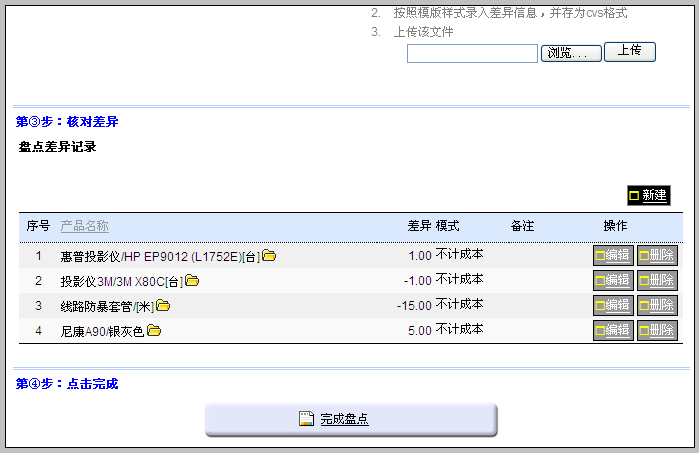 2. 按照模版样式录入差异信息，并存为cvs格式
3. 上传该文件
浏览... 上传
第③步：核对差异
盘点差异记录
新建
序号 产品名称 差异 模式 备注 操作
1 惠普投影仪/HP EP9012 (L1752E)[台] 1.00 不计成本 编辑 删除
2 投影仪3M/3M X80C[台] -1.00 不计成本 编辑 删除
3 线路防暴套管/[米] -15.00 不计成本 编辑 删除
4 尼康A90/银灰色 5.00 不计成本 编辑 删除
第④步：点击完成
完成盘点